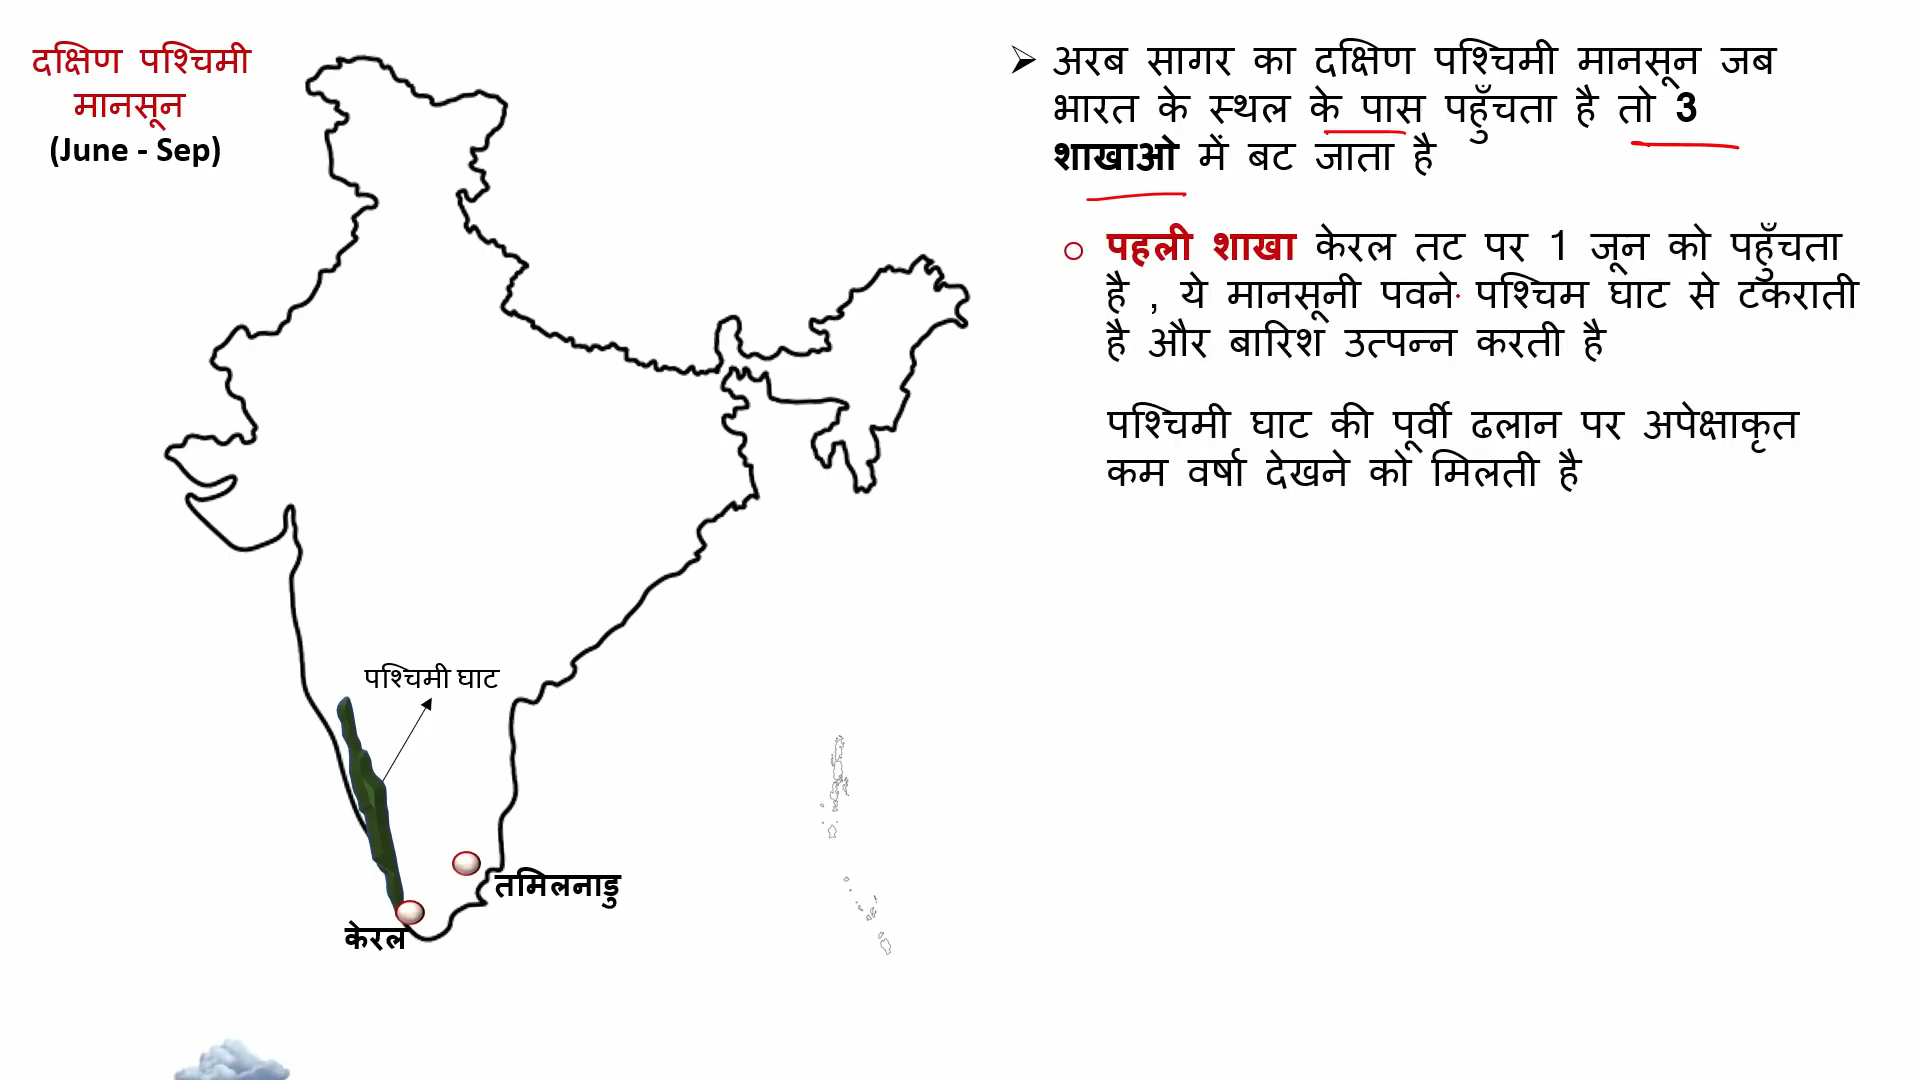 दक्षिण पश्चिमी
मानसून
(June - Sep)
➢ अरब सागर का दक्षिण पश्चिमी मानसून जब
भारत के स्थल के पास पहुँचता है तो 3
शाखाओ में बट जाता है
o पहली शाखा केरल तट पर 1 जून को पहुँचता
है , ये मानसूनी पवने पश्चिम घाट से टकराती
है और बारिश उत्पन्न करती है
पश्चिमी घाट की पूर्वी ढलान पर अपेक्षाकृत
कम वर्षा देखने को मिलती है
पश्चिमी घाट
तमिलनाडु
केरल